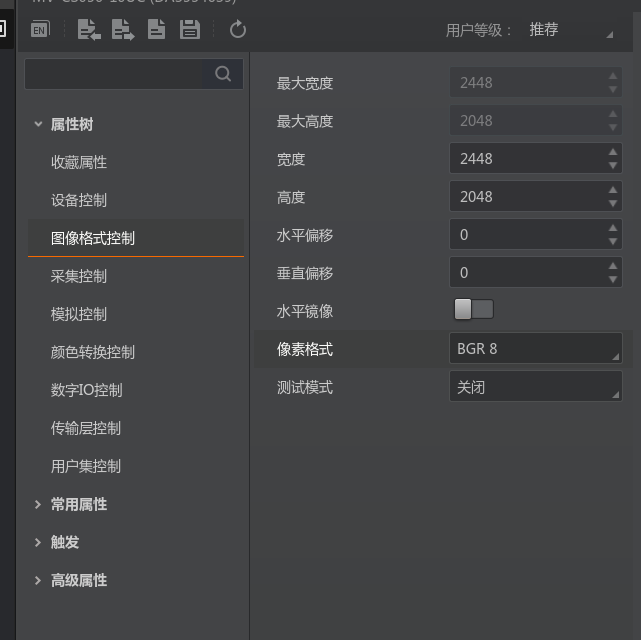 EN
用户等级：
推荐
属性树
收藏属性
设备控制
图像格式控制
采集控制
模拟控制
颜色转换控制
数字IO控制
传输层控制
用户集控制
常用属性
触发
高级属性
最大宽度 2448
最大高度 2048
宽度 2448
高度 2048
水平偏移 0
垂直偏移 0
水平镜像
像素格式 BGR 8
测试模式 关闭